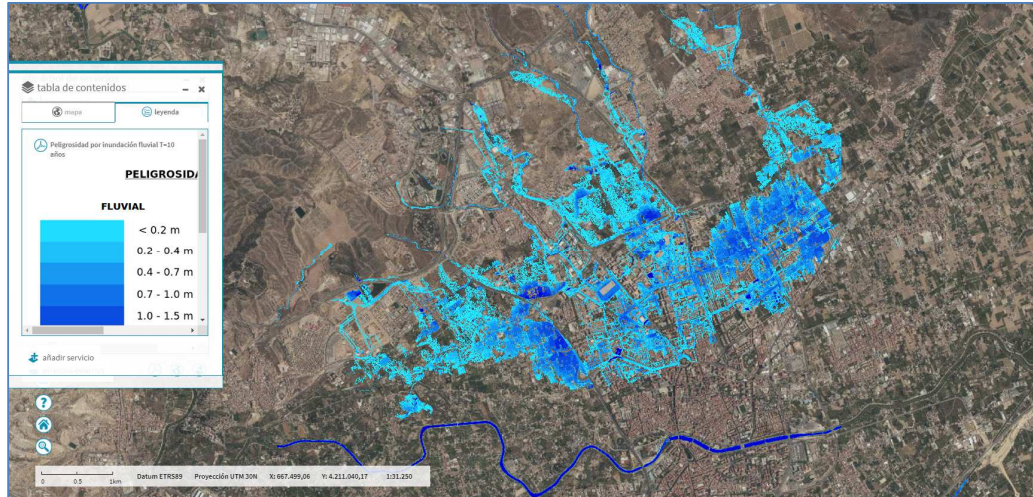 tabla de contenidos
mapa
leyenda
Peligrosidad por inundación fluvial T=10
años
PELIGROSIDA
FLUVIAL
< 0.2 m
0.2 - 0.4 m
0.4 - 0.7 m
0.7 - 1.0 m
1.0 - 1.5 m
añadir servicio
?
0 0.5 1km Datum ETRS89 Proyección UTM 30N X: 667.499,06 Y: 4.211.040,17 1:31.250